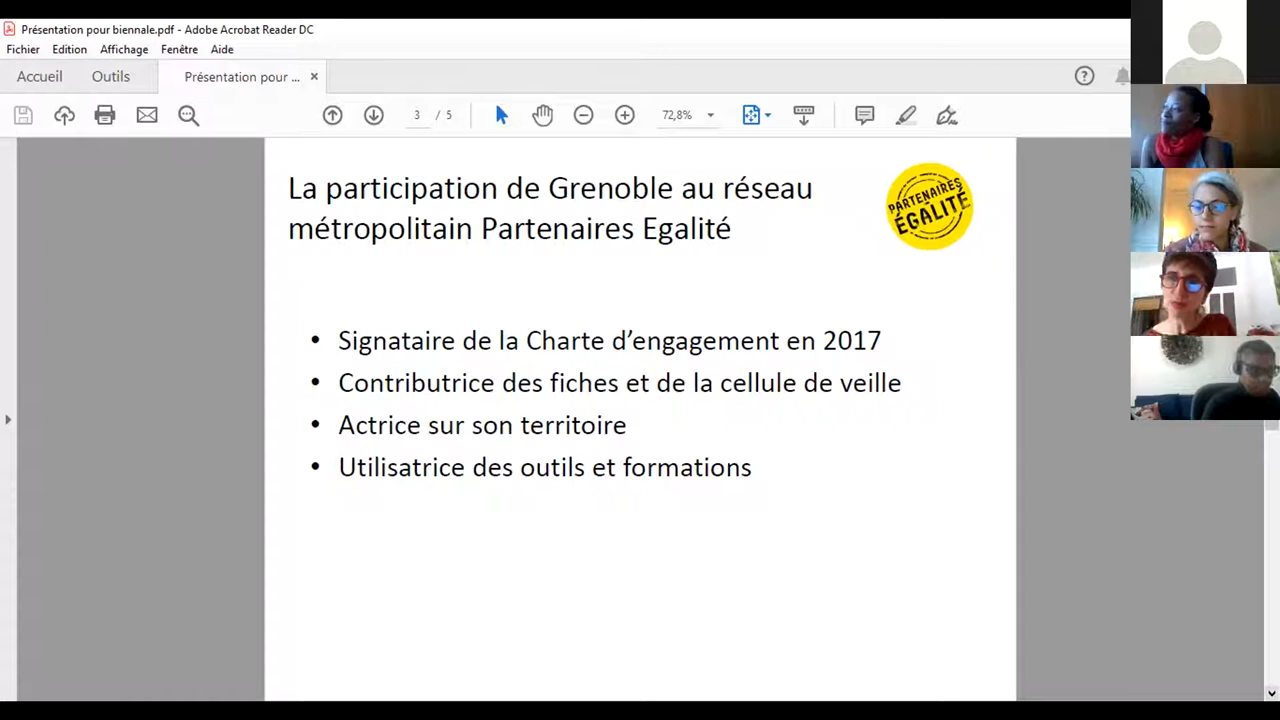 Présentation pour biennale.pdf - Adobe Acrobat Reader DC
Fichier Edition Affichage Fenêtre Aide
Accueil Outils Présentation pour ... ×
3 / 5 72,8%
La participation de Grenoble au réseau
métropolitain Partenaires Egalité
PARTENAIRES
ÉGALITÉ
• Signataire de la Charte d’engagement en 2017
• Contributrice des fiches et de la cellule de veille
• Actrice sur son territoire
• Utilisatrice des outils et formations